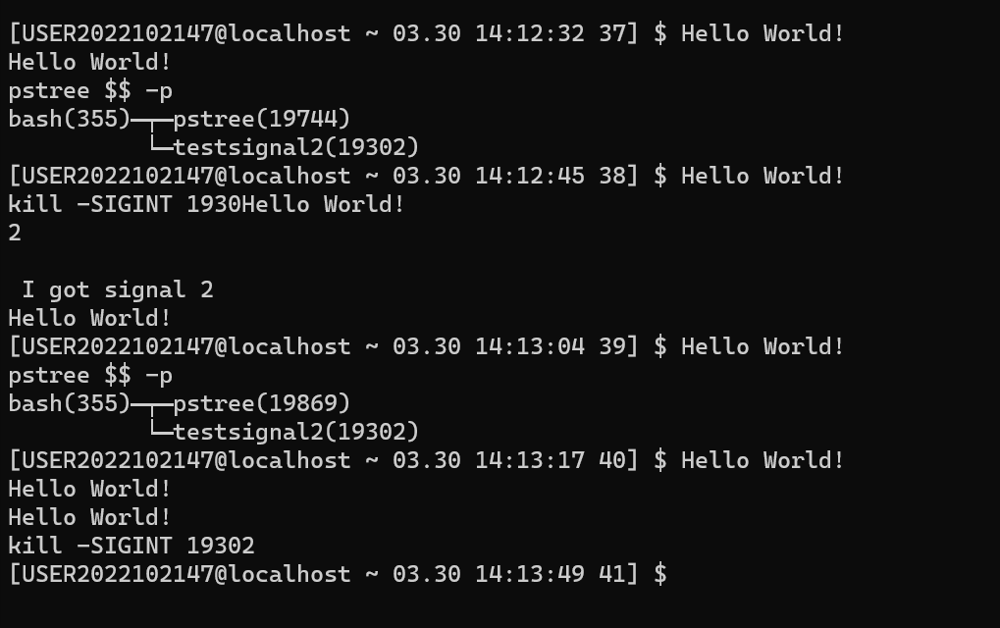 [USER2022102147@localhost ~ 03.30 14:12:32 37] $ Hello World!
Hello World!
pstree $$ -p
bash(355)─┬─pstree(19744)
          └─testsignal2(19302)
[USER2022102147@localhost ~ 03.30 14:12:45 38] $ Hello World!
kill -SIGINT 1930Hello World!
2

 I got signal 2
Hello World!
[USER2022102147@localhost ~ 03.30 14:13:04 39] $ Hello World!
pstree $$ -p
bash(355)─┬─pstree(19869)
          └─testsignal2(19302)
[USER2022102147@localhost ~ 03.30 14:13:17 40] $ Hello World!
Hello World!
Hello World!
kill -SIGINT 19302
[USER2022102147@localhost ~ 03.30 14:13:49 41] $